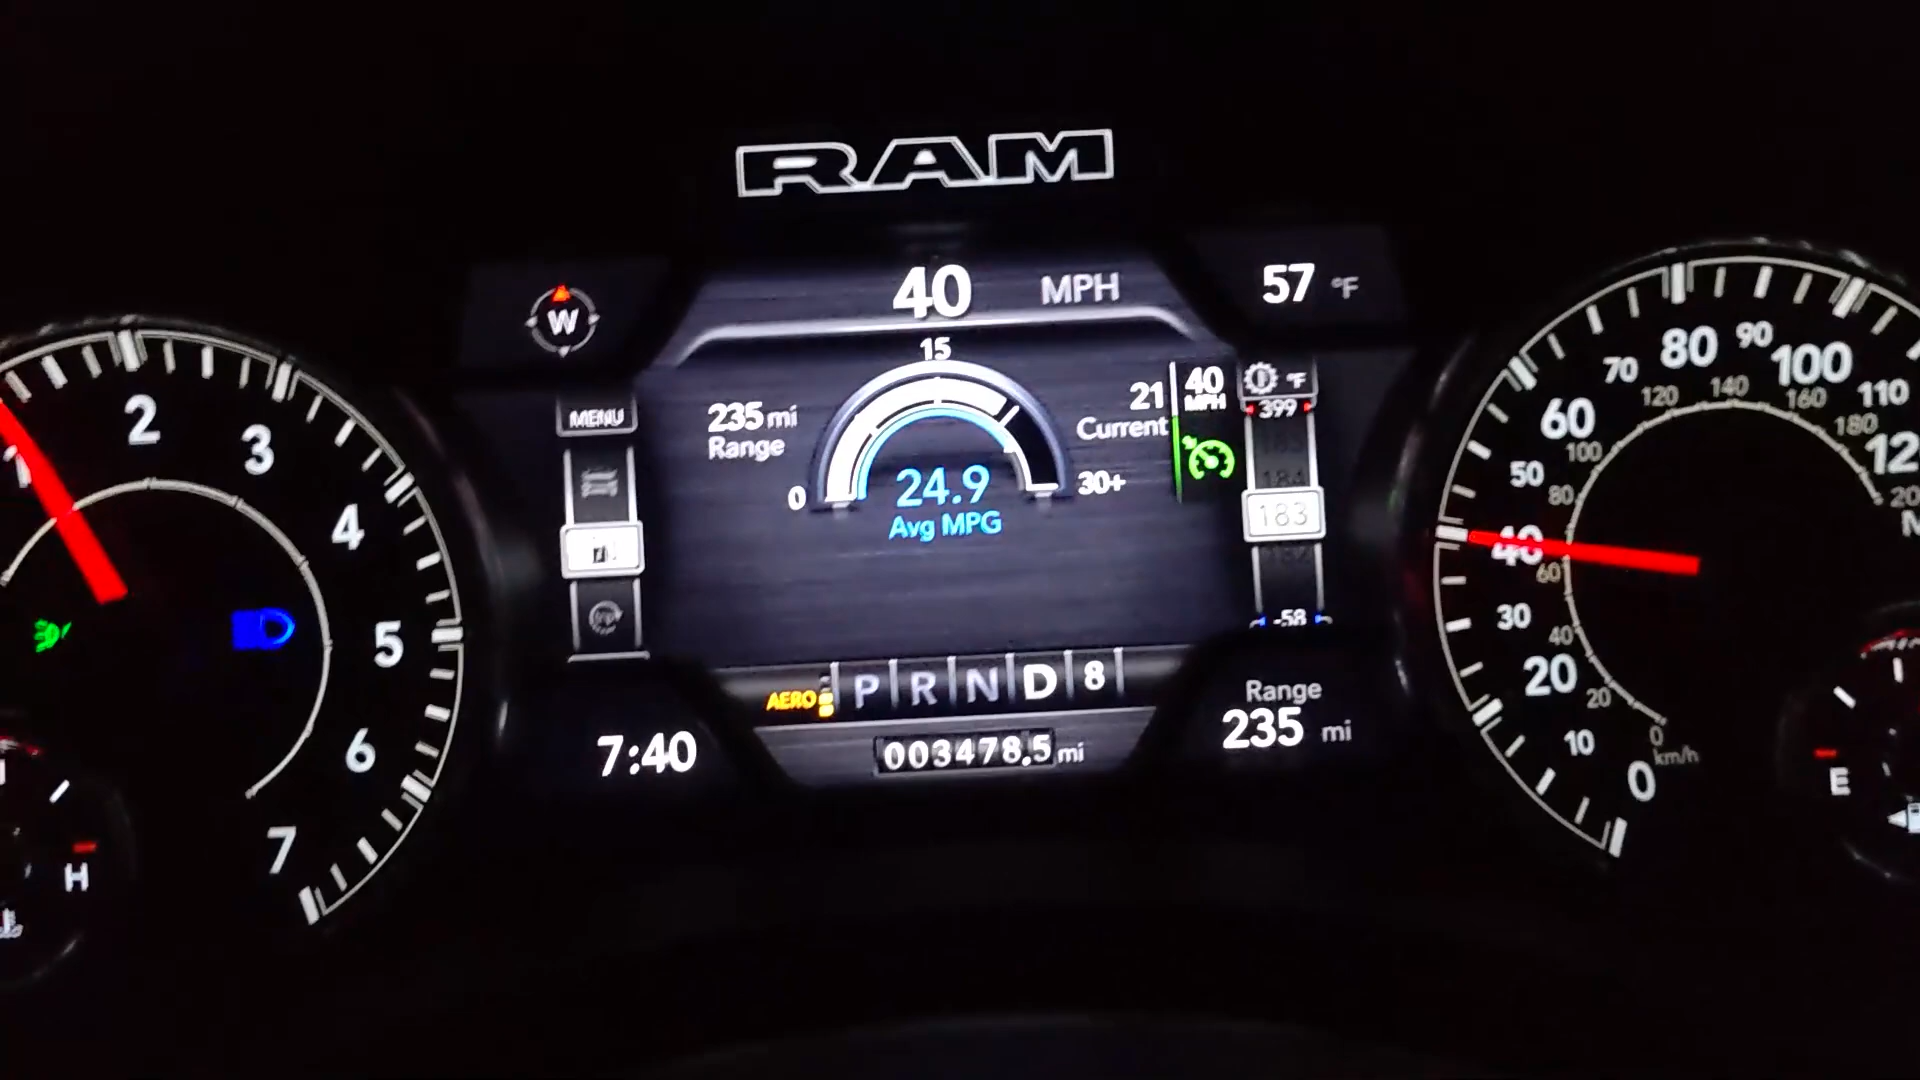 RAM
40 MPH
57 °F
W
15
235 mi
Range
0
24.9
Avg MPG
30+
21
Current
40
MPH
°F
399
183
-58
MENU
trip
AERO P R N D 8
7:40
003478.5 mi
Range
235 mi
1
2
3
4
5
6
7
H
0
10
20
30
40
50
60
70
80
90
100
110
0
20
40
60
80
100
120
140
160
180
km/h
E